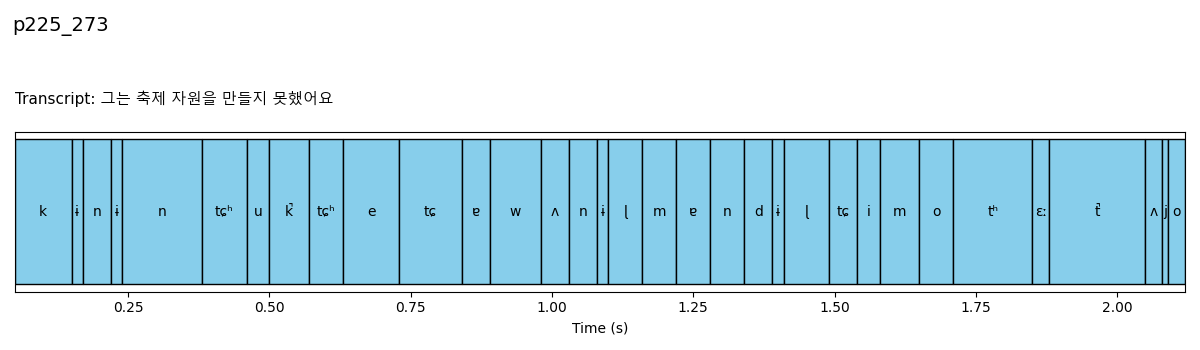 p225_273
Transcript: 그는 축제 자원을 만들지 못했어요
k ɨ n ɨ n tɕʰ u k̚ tɕʰ e tɕ ɐ w ʌ n ɨ ɭ m ɐ n d ɨ ɭ tɕ i m o tʰ ɛː t̚ ʌ j o
0.25 0.50 0.75 1.00 1.25 1.50 1.75 2.00
Time (s)